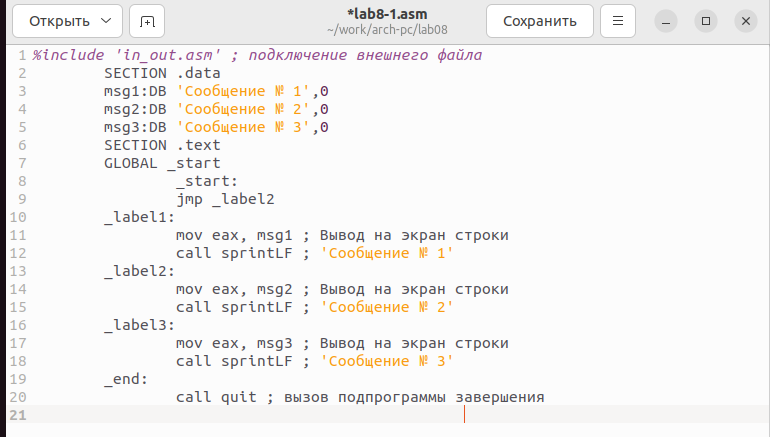 Открыть
*lab8-1.asm
~/work/arch-pc/lab08
Сохранить
1 %include 'in_out.asm' ; подключение внешнего файла
2 SECTION .data
3 msg1:DB 'Сообщение № 1',0
4 msg2:DB 'Сообщение № 2',0
5 msg3:DB 'Сообщение № 3',0
6 SECTION .text
7 GLOBAL _start
8 _start:
9 jmp _label2
10 _label1:
11 mov eax, msg1 ; Вывод на экран строки
12 call sprintLF ; 'Сообщение № 1'
13 _label2:
14 mov eax, msg2 ; Вывод на экран строки
15 call sprintLF ; 'Сообщение № 2'
16 _label3:
17 mov eax, msg3 ; Вывод на экран строки
18 call sprintLF ; 'Сообщение № 3'
19 _end:
20 call quit ; вызов подпрограммы завершения
21